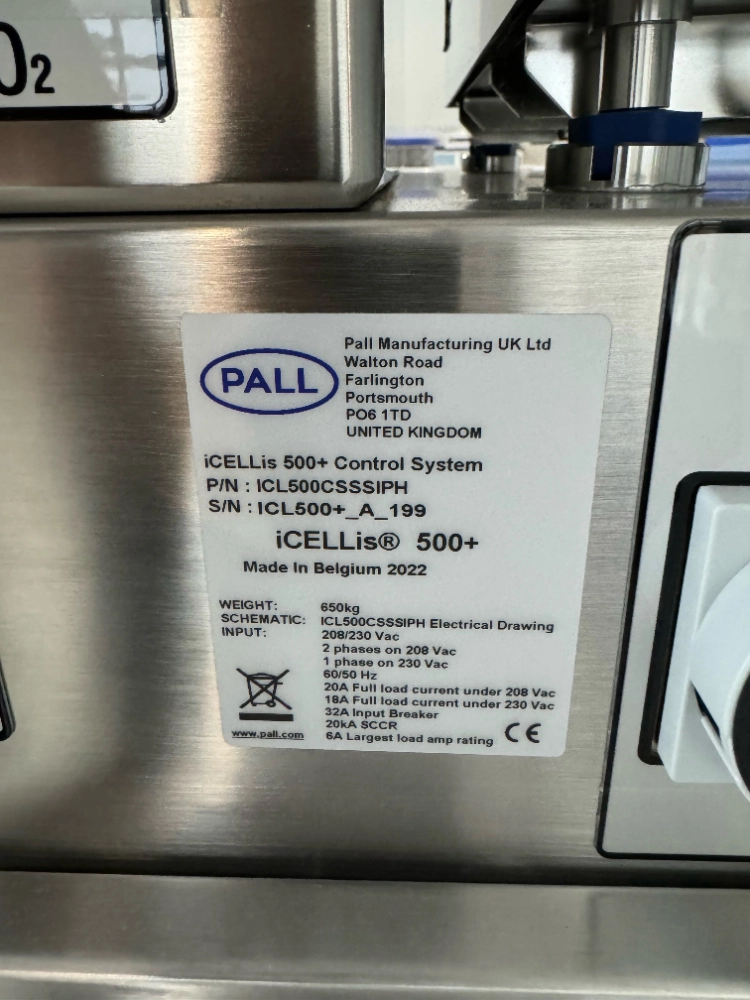 O₂
PALL
Pall Manufacturing UK Ltd
Walton Road
Farlington
Portsmouth
PO6 1TD
UNITED KINGDOM
iCELLis 500+ Control System
P/N : ICL500CSSSIPH
S/N : ICL500+_A_199
iCELLis® 500+
Made In Belgium 2022
WEIGHT: 650kg
SCHEMATIC: ICL500CSSSIPH Electrical Drawing
INPUT: 208/230 Vac
2 phases on 208 Vac
1 phase on 230 Vac
60/50 Hz
20A Full load current under 208 Vac
18A Full load current under 230 Vac
32A Input Breaker
20kA SCCR
6A Largest load amp rating
www.pall.com
CE